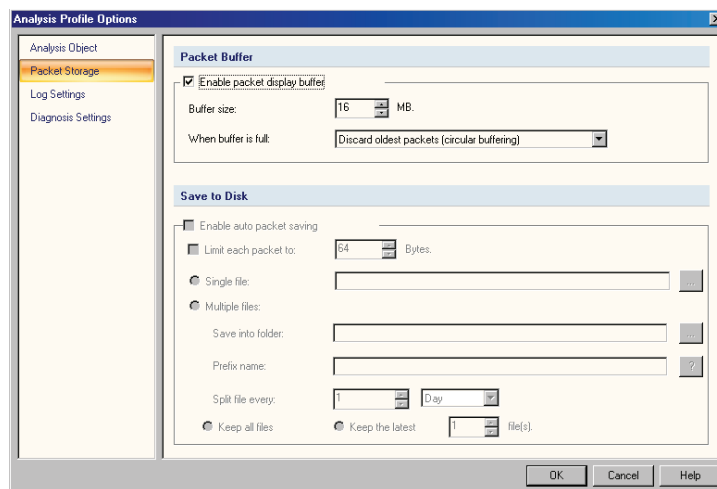 Analysis Profile Options
Analysis Object
Packet Storage
Log Settings
Diagnosis Settings
Packet Buffer
Enable packet display buffer
Buffer size: 16 MB.
When buffer is full: Discard oldest packets (circular buffering)
Save to Disk
Enable auto packet saving
Limit each packet to: 64 Bytes.
Single file: ...
Multiple files:
Save into folder: ...
Prefix name: ?
Split file every: 1 Day
Keep all files Keep the latest 1 file(s).
OK Cancel Help